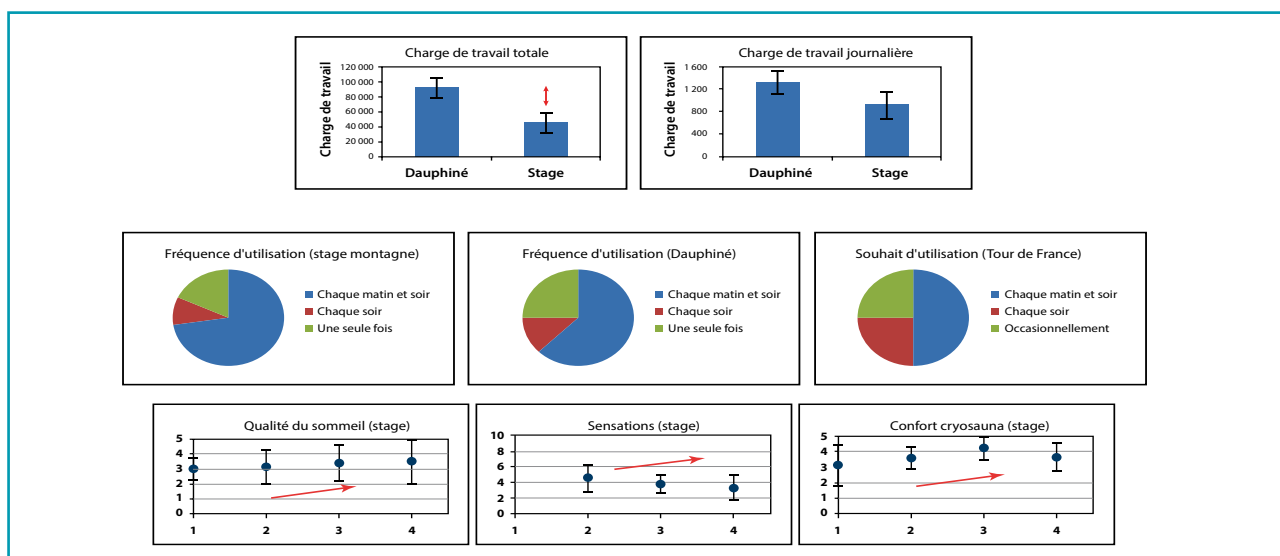 Charge de travail totale
Charge de travail
120 000
100 000
80 000
60 000
40 000
20 000
0
Dauphiné Stage
Charge de travail journalière
Charge de travail
1 600
1 200
800
400
0
Dauphiné Stage
Fréquence d'utilisation (stage montagne)
Chaque matin et soir
Chaque soir
Une seule fois
Fréquence d'utilisation (Dauphiné)
Chaque matin et soir
Chaque soir
Une seule fois
Souhait d'utilisation (Tour de France)
Chaque matin et soir
Chaque soir
Occasionnellement
Qualité du sommeil (stage)
5
4
3
2
1
0
1 2 3 4
Sensations (stage)
10
8
6
4
2
0
1 2 3 4
Confort cryosauna (stage)
5
4
3
2
1
0
1 2 3 4